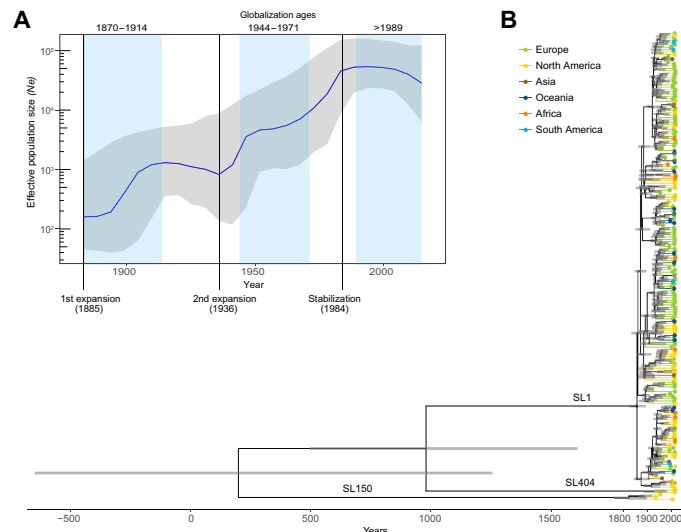 A
Globalization ages
1870−1914 1944−1971 >1989
Effective population size (Ne)
10⁵
10⁴
10³
10²
1900 1950 2000
Year
1st expansion (1885)
2nd expansion (1936)
Stabilization (1984)
B
Europe
North America
Asia
Oceania
Africa
South America
SL1
SL404
SL150
−500 0 500 1000 1500 1800 1900 2000
Years